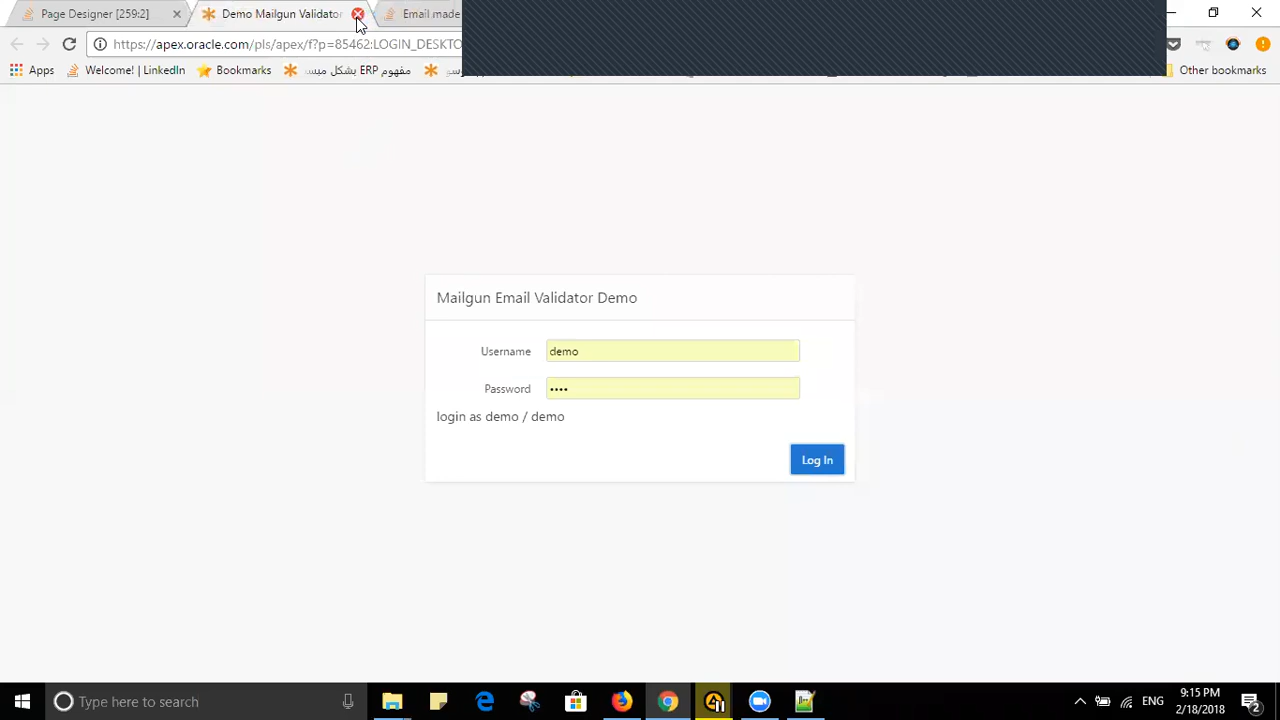 Page Designer [259:2]
Demo Mailgun Validator
Email made
https://apex.oracle.com/pls/apex/f?p=85462:LOGIN_DESKTO
Apps
Welcome! | LinkedIn
Bookmarks
مفهوم ERP بشكل مبسـ
Other bookmarks
Mailgun Email Validator Demo
Username
demo
Password
••••
login as demo / demo
Log In
Type here to search
ENG
9:15 PM
2/18/2018
2